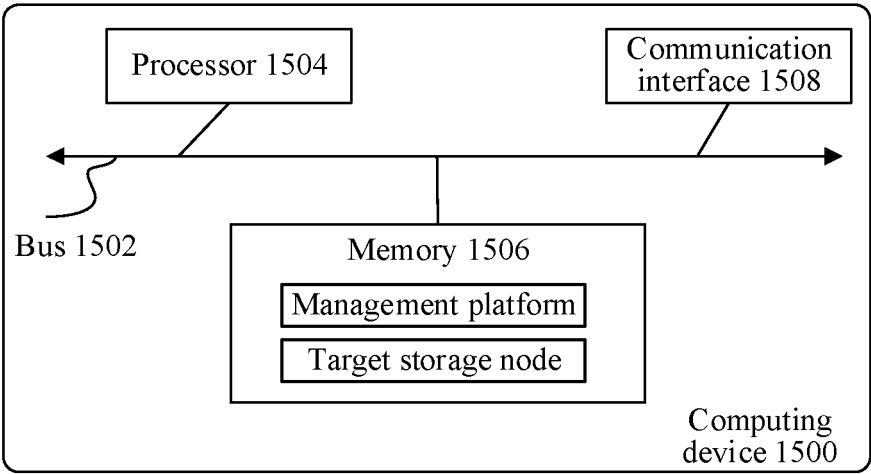 Processor 1504
Communication
interface 1508
Bus 1502
Memory 1506
Management platform
Target storage node
Computing
device 1500